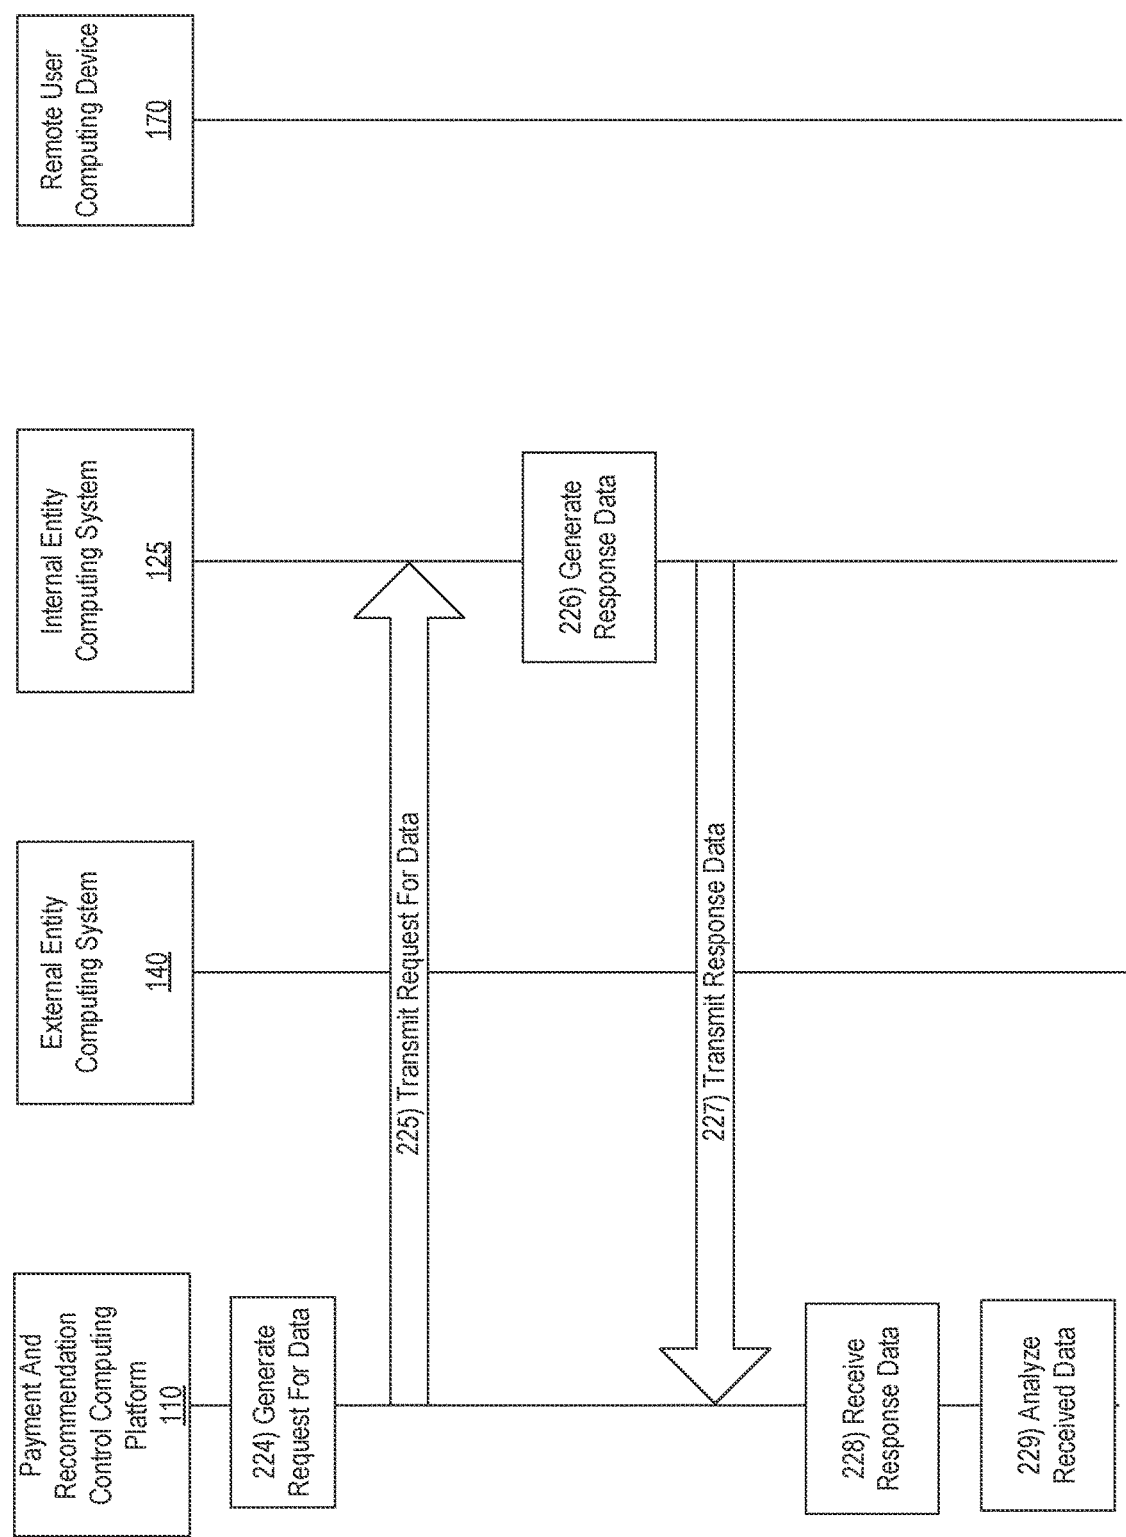 Payment And
Recommendation
Control Computing
Platform
110
External Entity
Computing System
140
Internal Entity
Computing System
125
Remote User
Computing Device
170
224) Generate
Request For Data
225) Transmit Request For Data
226) Generate
Response Data
227) Transmit Response Data
228) Receive
Response Data
229) Analyze
Received Data